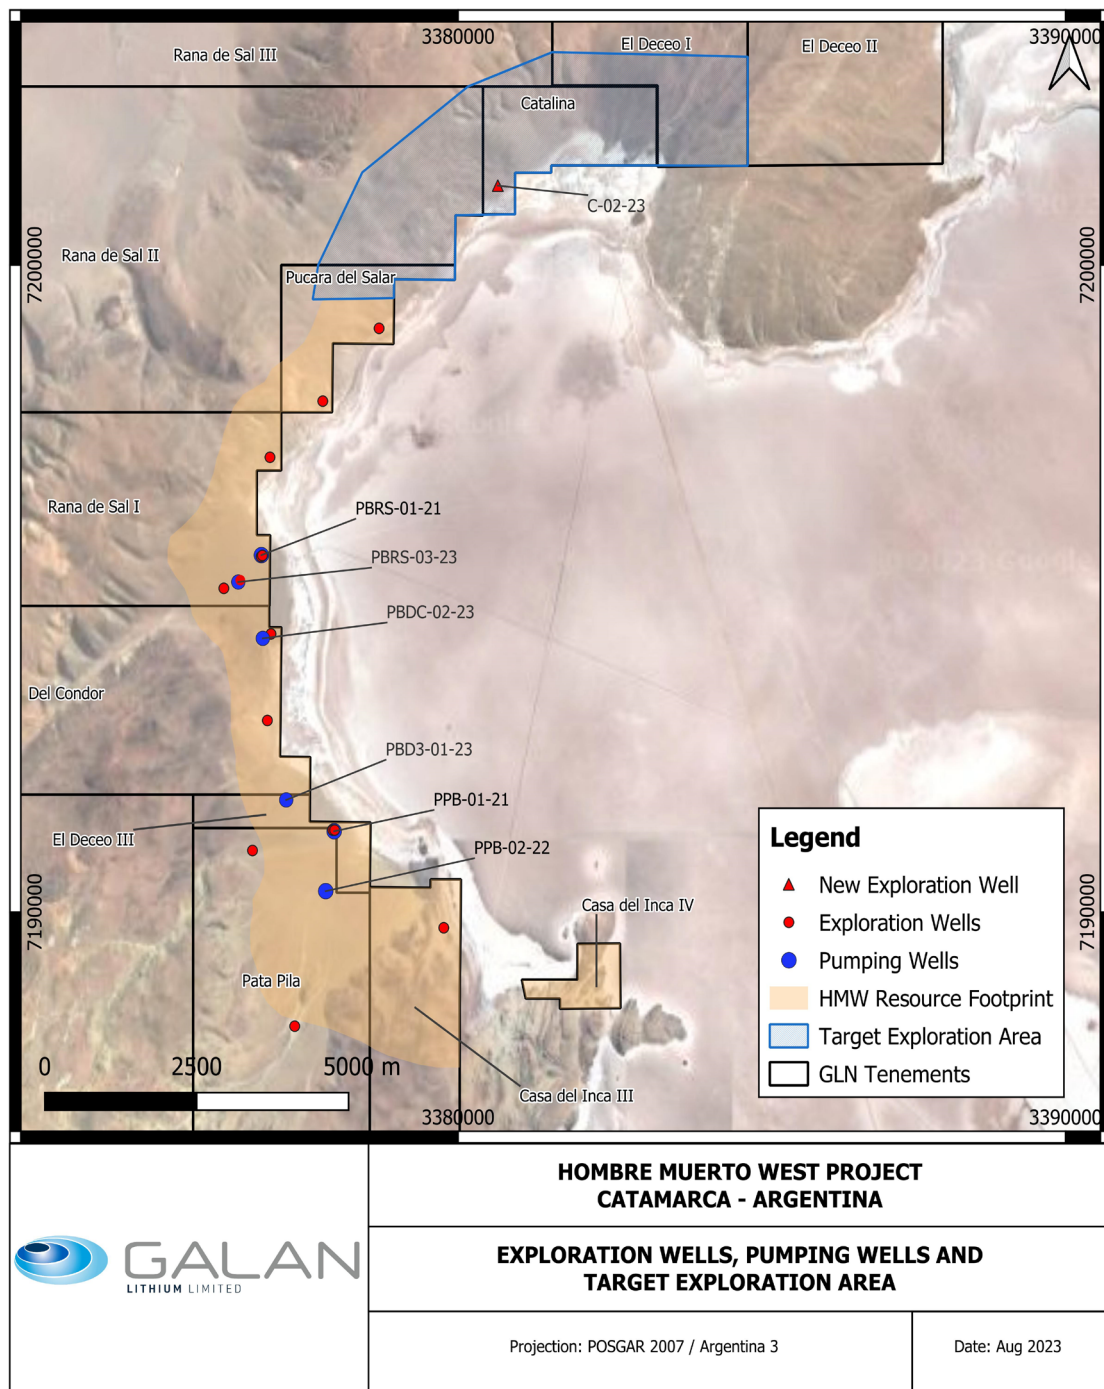 3380000
3390000
Rana de Sal III
El Deceo I
El Deceo II
Catalina
C-02-23
Rana de Sal II
7200000
7200000
Pucara del Salar
Rana de Sal I
PBRS-01-21
PBRS-03-23
PBDC-02-23
Del Condor
PBD3-01-23
PPB-01-21
El Deceo III
PPB-02-22
7190000
7190000
Casa del Inca IV
Pata Pila
Casa del Inca III
0 2500 5000 m
3380000
3390000
Legend
New Exploration Well
Exploration Wells
Pumping Wells
HMW Resource Footprint
Target Exploration Area
GLN Tenements
GALAN
LITHIUM LIMITED
HOMBRE MUERTO WEST PROJECT
CATAMARCA - ARGENTINA
EXPLORATION WELLS, PUMPING WELLS AND
TARGET EXPLORATION AREA
Projection: POSGAR 2007 / Argentina 3
Date: Aug 2023